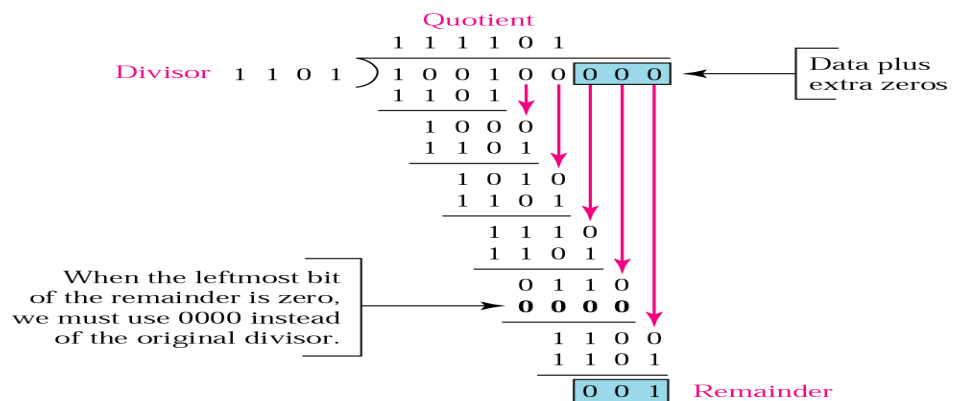 Quotient
1 1 1 1 0 1
Divisor 1 1 0 1 1 0 0 1 0 0 0 0 0
Data plus
extra zeros
1 1 0 1
1 0 0 0
1 1 0 1
1 0 1 0
1 1 0 1
1 1 1 0
1 1 0 1
When the leftmost bit
of the remainder is zero,
we must use 0000 instead
of the original divisor.
0 1 1 0
0 0 0 0
1 1 0 0
1 1 0 1
0 0 1 Remainder